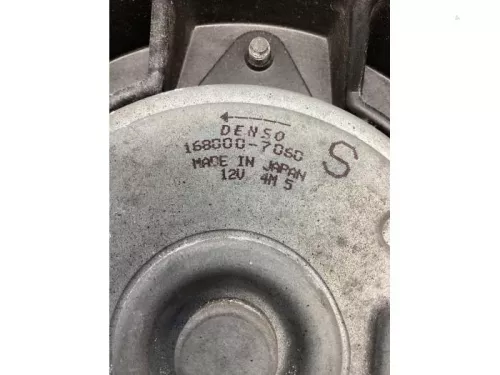 DENSO
168000-7060
MADE IN JAPAN
12V 4M 5
S